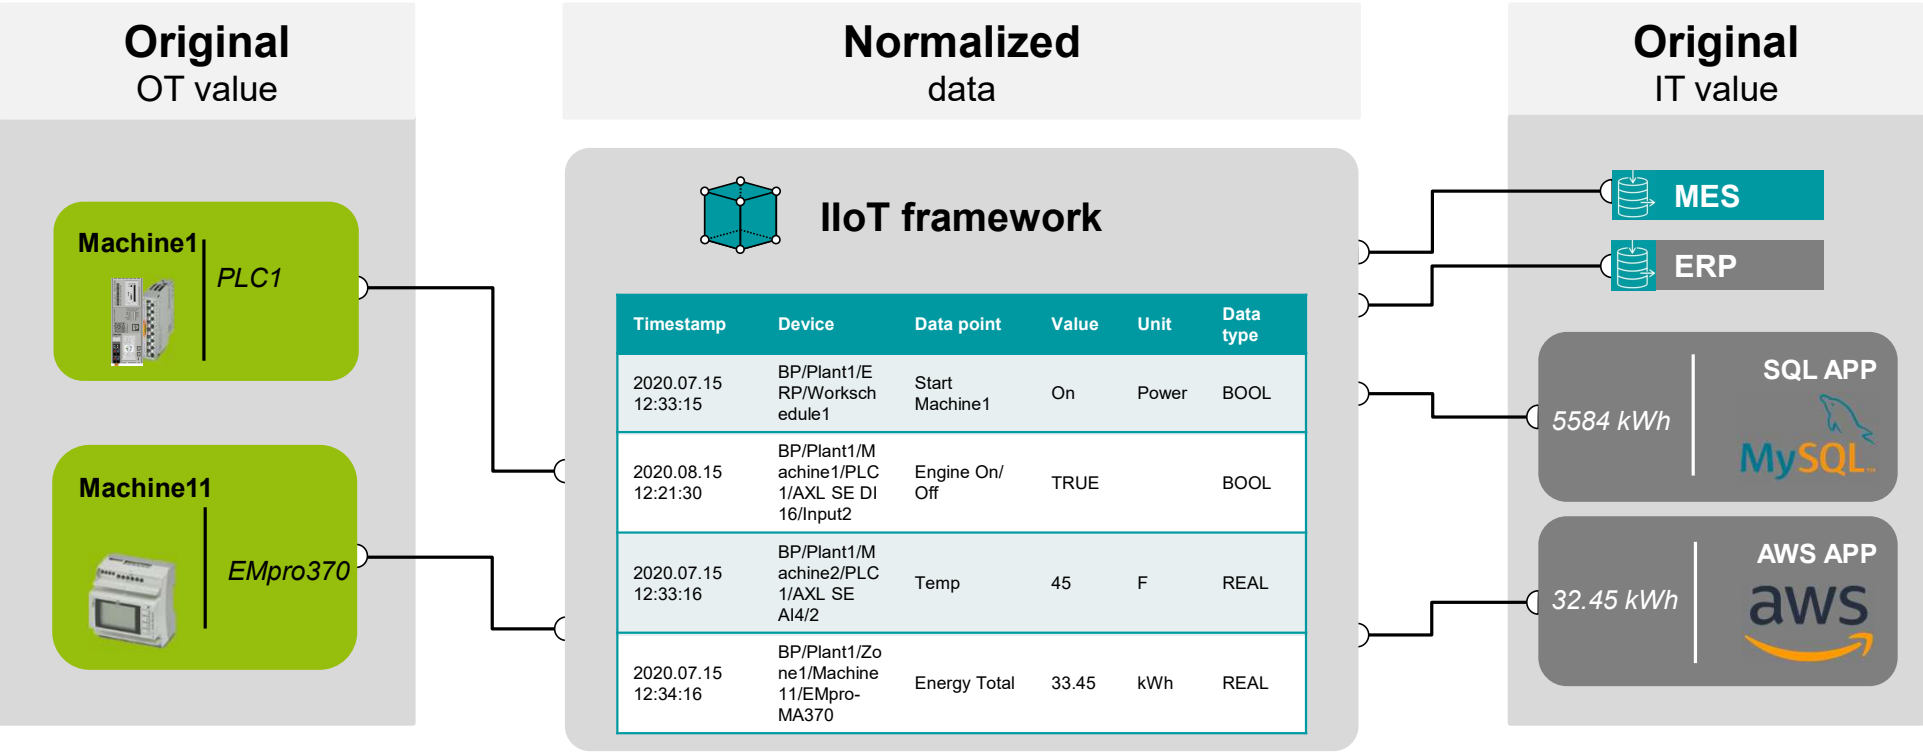 Original
OT value
Normalized
data
Original
IT value
Machine1
PLC1
Machine11
EMpro370
IIoT framework
Timestamp Device Data point Value Unit Data
type
2020.07.15
12:33:15
BP/Plant1/E
RP/Worksch
edule1
Start
Machine1
On
Power
BOOL
2020.08.15
12:21:30
BP/Plant1/M
achine1/PLC
1/AXL SE DI
16/Input2
Engine On/
Off
TRUE
BOOL
2020.07.15
12:33:16
BP/Plant1/M
achine2/PLC
1/AXL SE
AI4/2
Temp
45
F
REAL
2020.07.15
12:34:16
BP/Plant1/Zo
ne1/Machine
11/EMpro-
MA370
Energy Total
33.45
kWh
REAL
MES
ERP
5584 kWh
SQL APP
MySQL™
32.45 kWh
AWS APP
aws